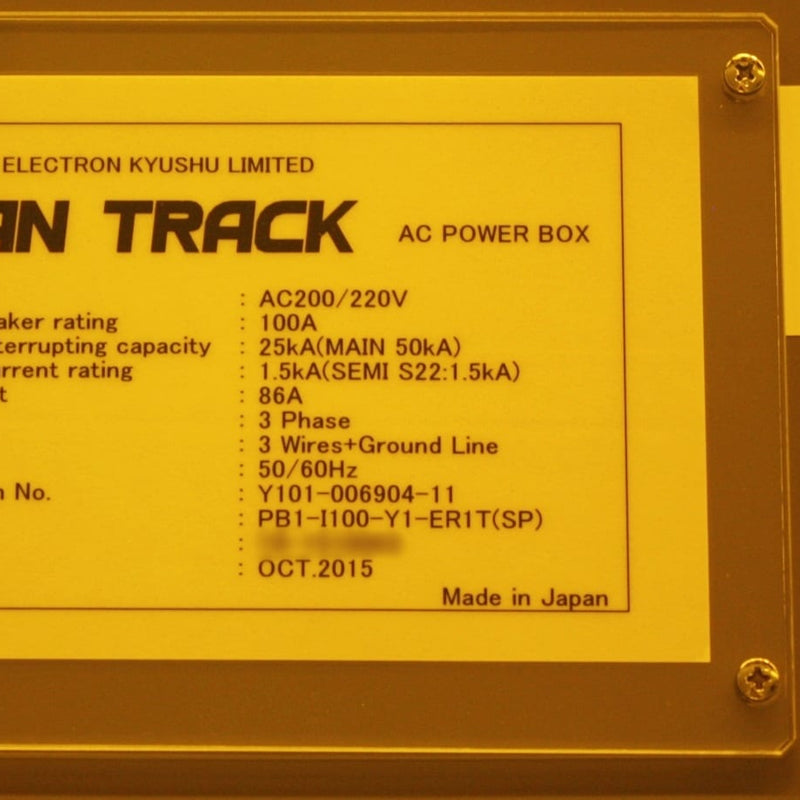 ELECTRON KYUSHU LIMITED
AN TRACK AC POWER BOX
: AC200/220V
aker rating : 100A
terrupting capacity : 25kA(MAIN 50kA)
rrent rating : 1.5kA(SEMI S22:1.5kA)
t : 86A
: 3 Phase
: 3 Wires+Ground Line
: 50/60Hz
n No. : Y101-006904-11
: PB1-I100-Y1-ER1T(SP)
:
: OCT.2015
Made in Japan